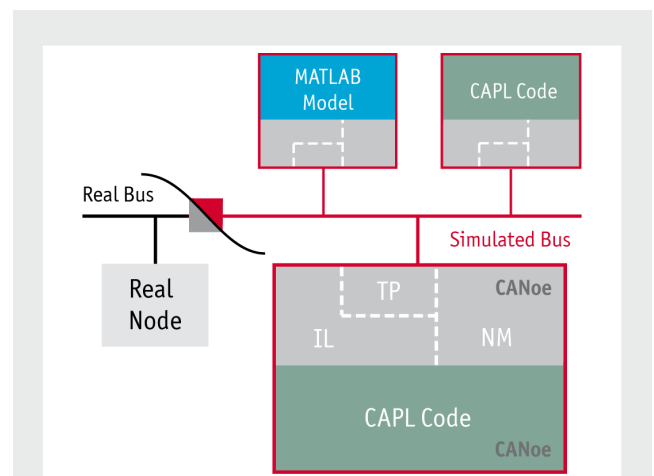 MATLAB
Model
CAPL Code
Real Bus
Simulated Bus
Real
Node
TP
CANoe
IL
NM
CAPL Code
CANoe